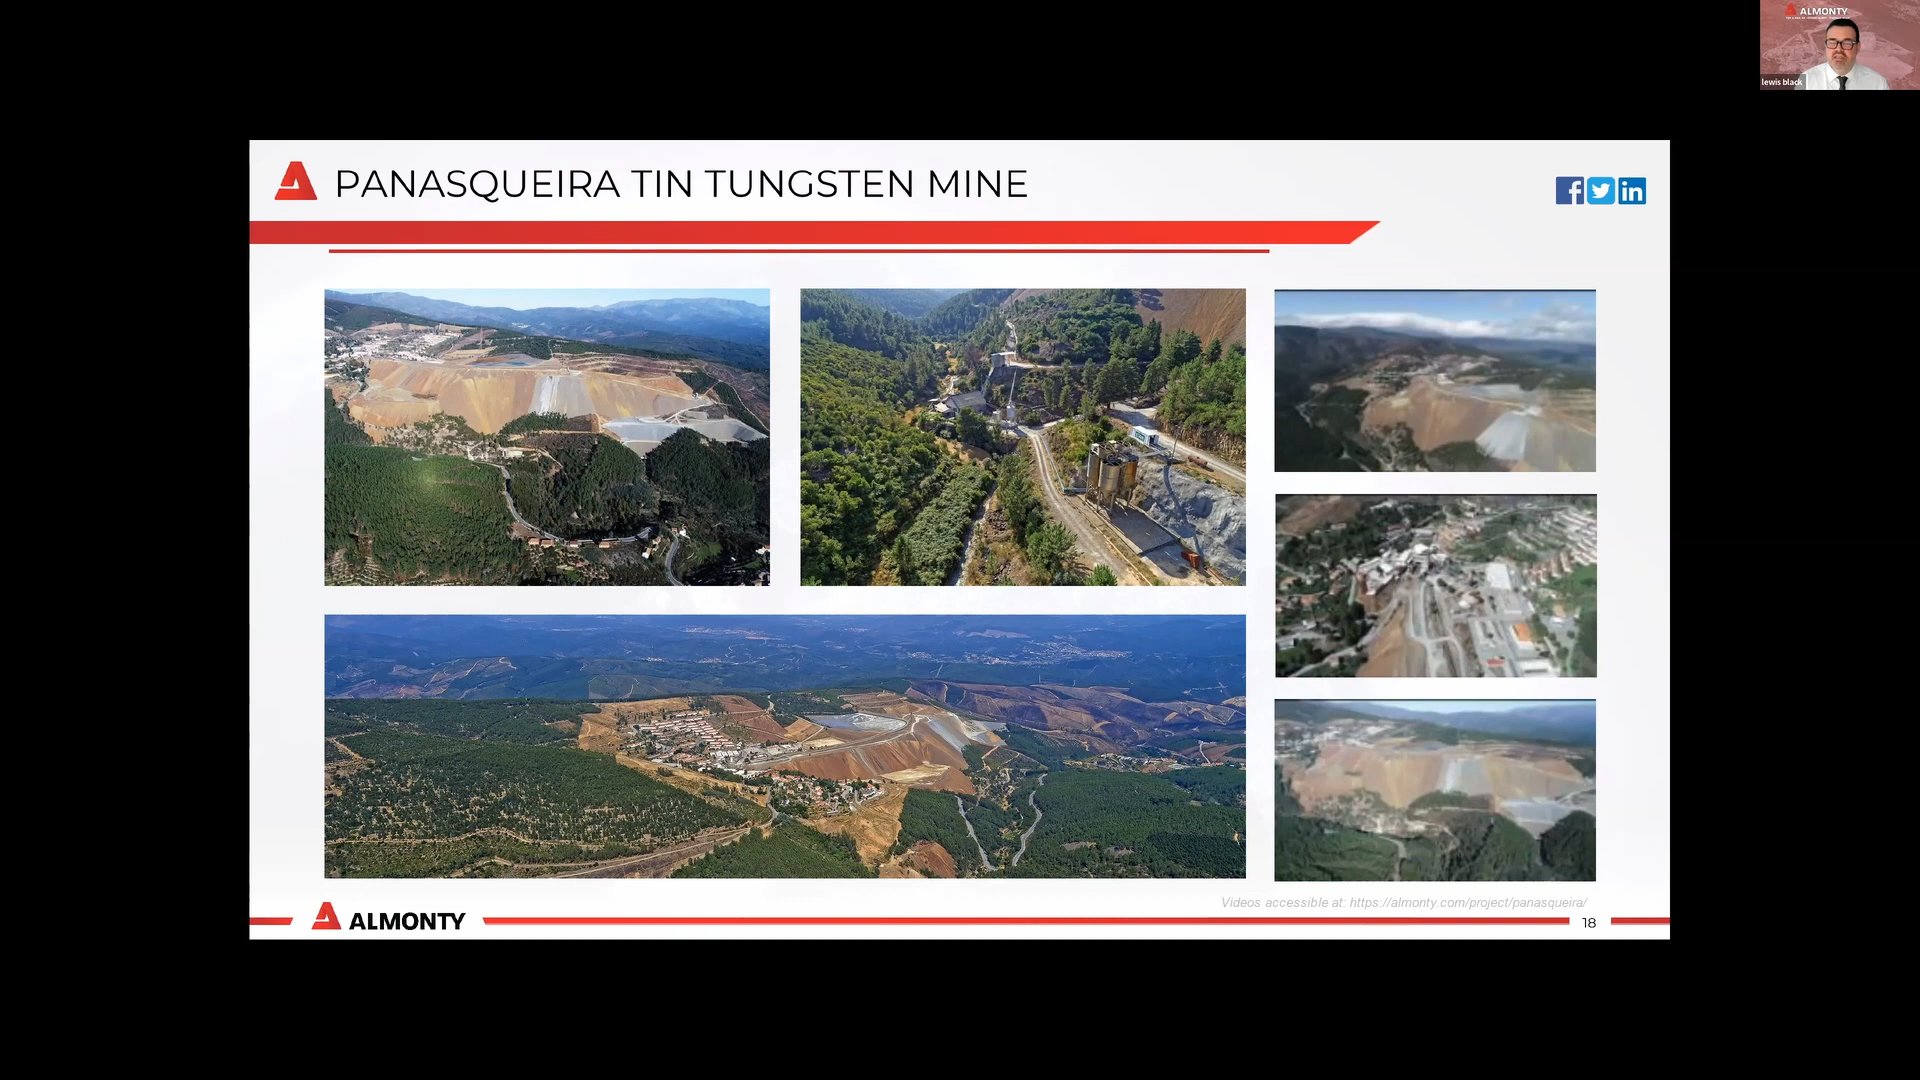 ALMONTY
lewis black
PANASQUEIRA TIN TUNGSTEN MINE
Videos accessible at: https://almonty.com/project/panasqueira/
ALMONTY
18